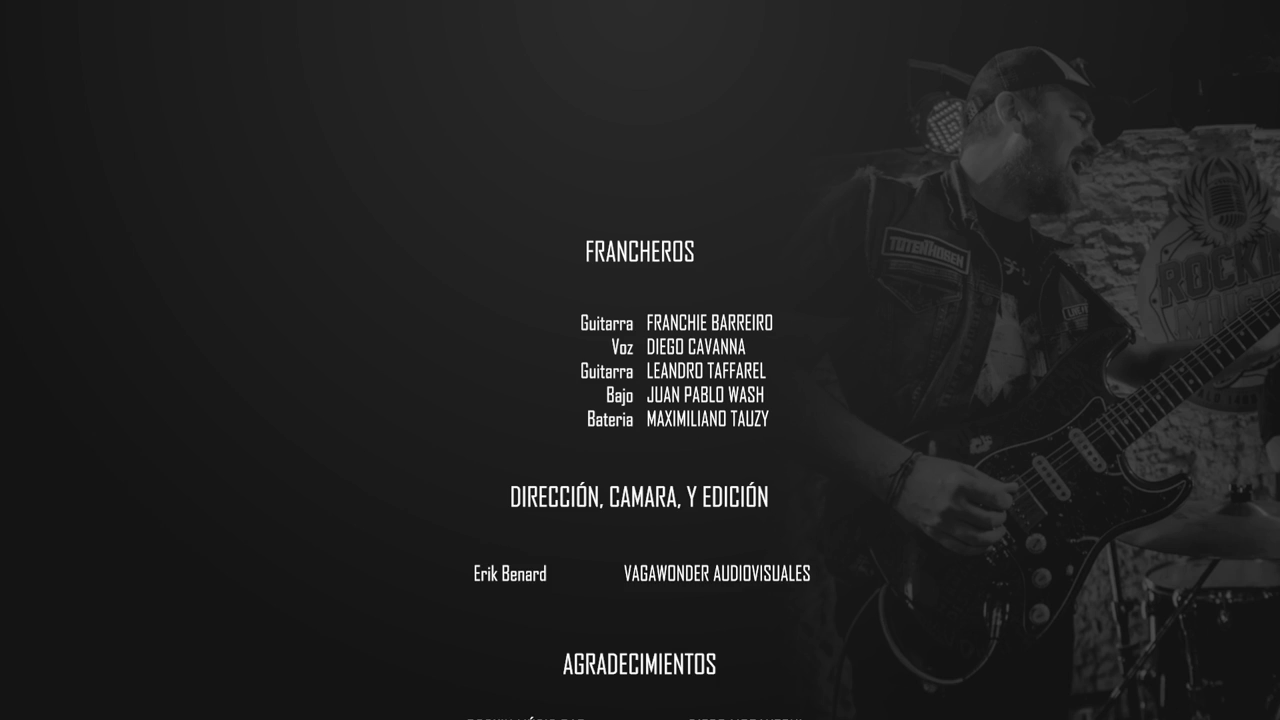 FRANCHEROS
Guitarra FRANCHIE BARREIRO
Voz DIEGO CAVANNA
Guitarra LEANDRO TAFFAREL
Bajo JUAN PABLO WASH
Bateria MAXIMILIANO TAUZY
DIRECCIÓN, CAMARA, Y EDICIÓN
Erik Benard VAGAWONDER AUDIOVISUALES
AGRADECIMIENTOS
TOTENHOSEN